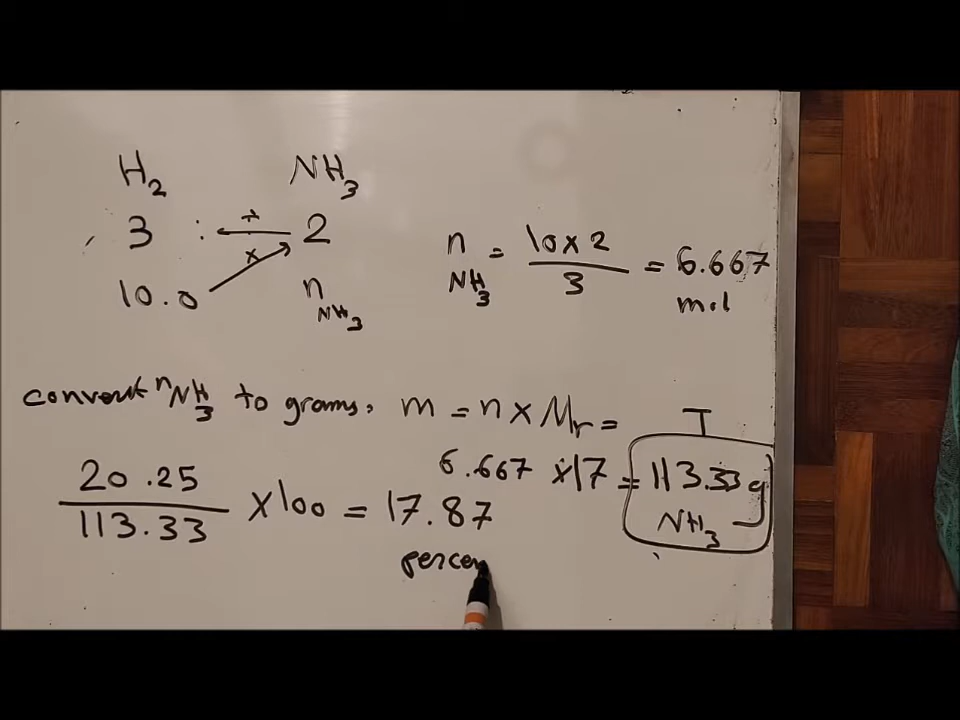 H2 NH3
3 : ÷ 2
×
10.0 n NH3
n NH3 = 10 × 2 / 3 = 6.667 mol
convert nNH3 to grams, m = n × Mr =
T
6.667 × 17 = 113.33 g NH3
20.25 / 113.33 × 100 = 17.87
percen